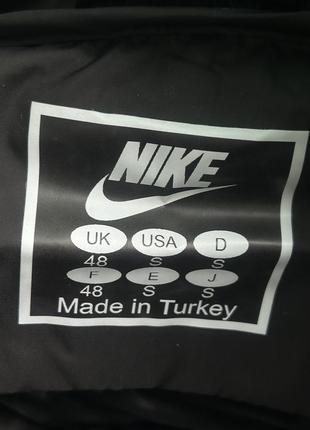 NIKE
UK USA D
48 S S
F E J
48 S S
Made in Turkey